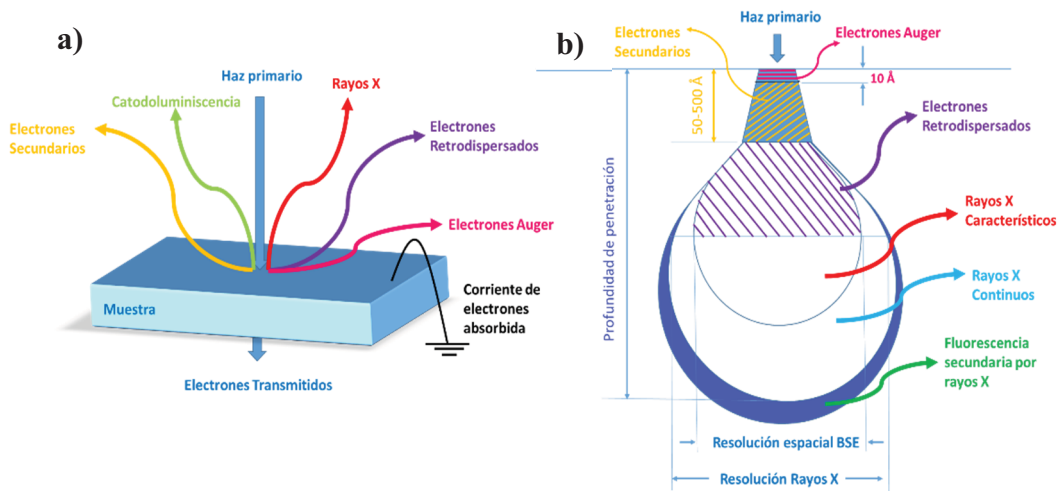 a)
Haz primario
Catodoluminiscencia
Rayos X
Electrones
Secundarios
Electrones
Retrodispersados
Electrones Auger
Muestra
Corriente de
electrones
absorbida
Electrones Transmitidos
b)
Electrones
Secundarios
Haz primario
Electrones Auger
10 Å
50-500 Å
Profundidad de penetración
Electrones
Retrodispersados
Rayos X
Característicos
Rayos X
Continuos
Fluorescencia
secundaria por
rayos X
Resolución espacial BSE
Resolución Rayos X